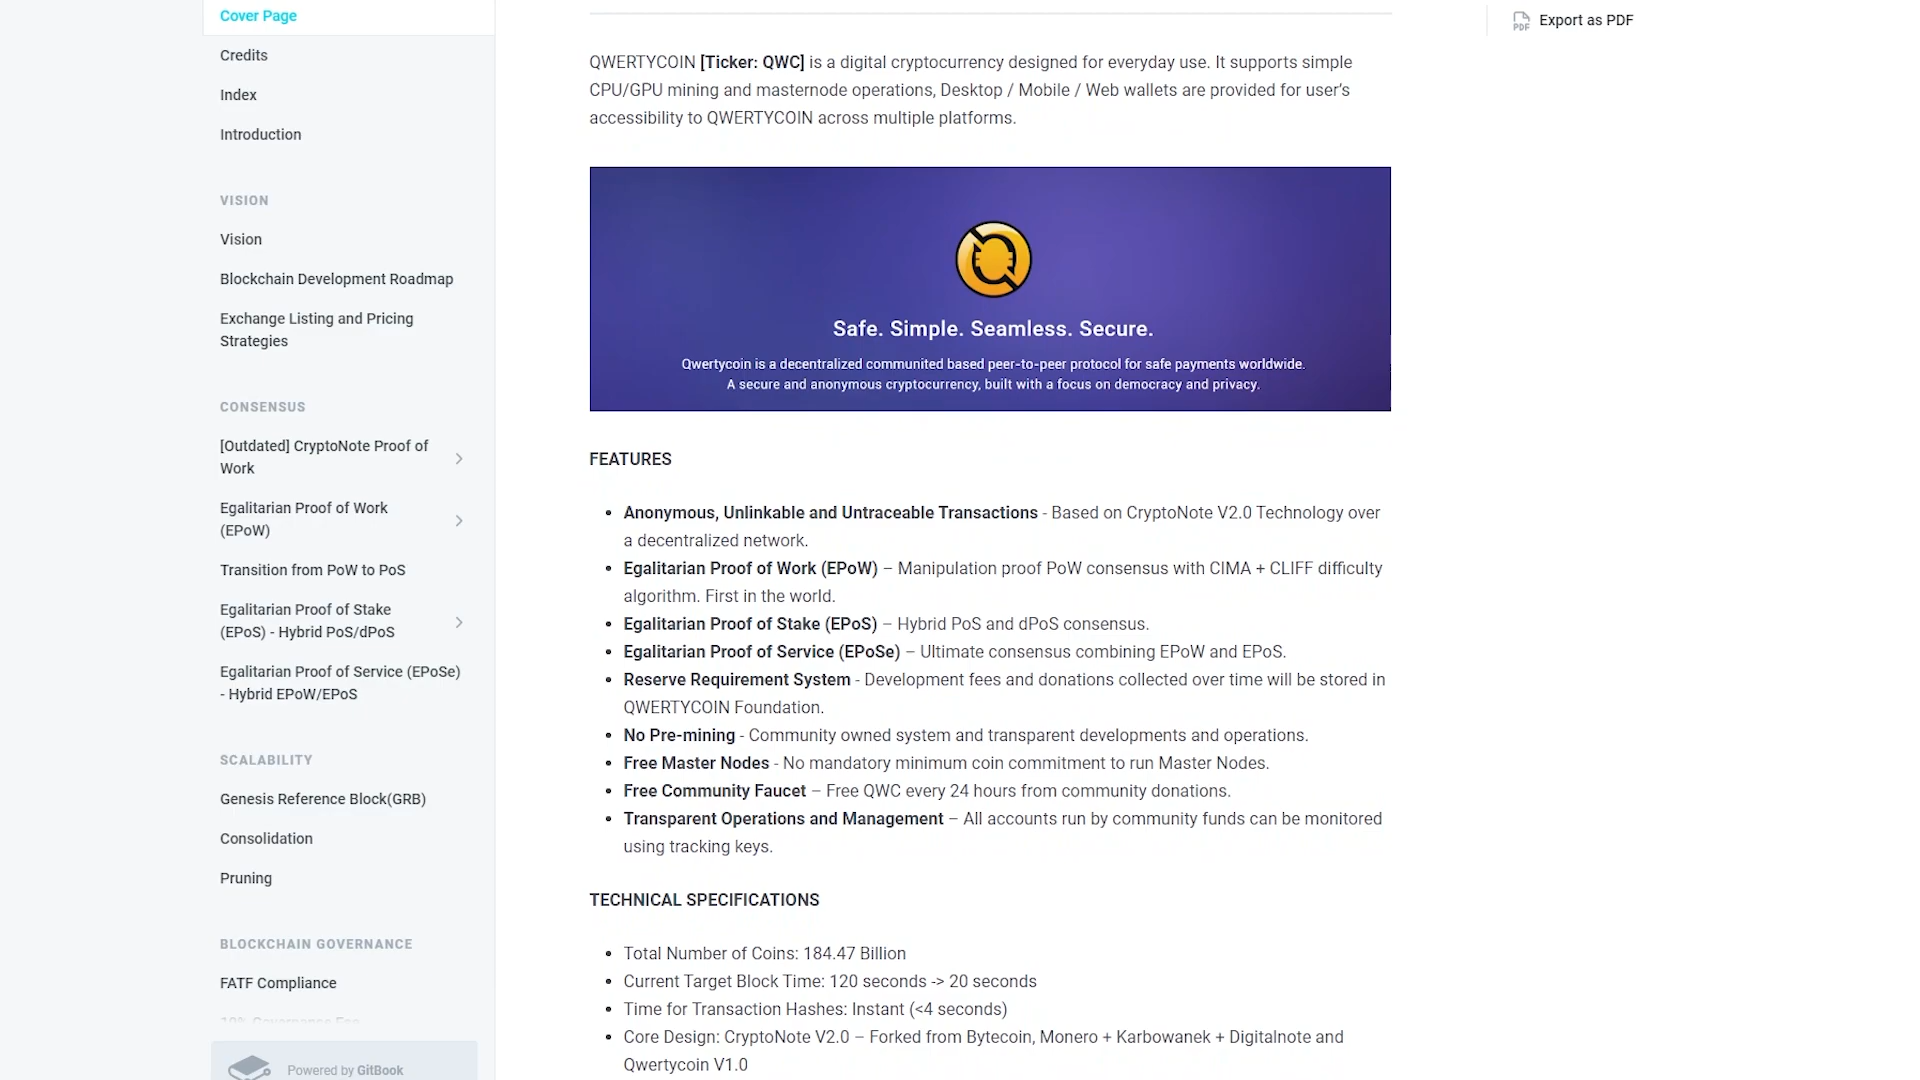 Cover Page
Credits
Index
Introduction
VISION
Vision
Blockchain Development Roadmap
Exchange Listing and Pricing
Strategies
CONSENSUS
[Outdated] CryptoNote Proof of
Work
Egalitarian Proof of Work
(EPoW)
Transition from PoW to PoS
Egalitarian Proof of Stake
(EPoS) - Hybrid PoS/dPoS
Egalitarian Proof of Service (EPoSe)
- Hybrid EPoW/EPoS
SCALABILITY
Genesis Reference Block(GRB)
Consolidation
Pruning
BLOCKCHAIN GOVERNANCE
FATF Compliance
10% Governance Fee
Powered by GitBook
QWERTYCOIN [Ticker: QWC] is a digital cryptocurrency designed for everyday use. It supports simple
CPU/GPU mining and masternode operations, Desktop / Mobile / Web wallets are provided for user’s
accessibility to QWERTYCOIN across multiple platforms.
Safe. Simple. Seamless. Secure.
Qwertycoin is a decentralized communited based peer-to-peer protocol for safe payments worldwide.
A secure and anonymous cryptocurrency, built with a focus on democracy and privacy.
FEATURES
• Anonymous, Unlinkable and Untraceable Transactions - Based on CryptoNote V2.0 Technology over
a decentralized network.
• Egalitarian Proof of Work (EPoW) – Manipulation proof PoW consensus with CIMA + CLIFF difficulty
algorithm. First in the world.
• Egalitarian Proof of Stake (EPoS) – Hybrid PoS and dPoS consensus.
• Egalitarian Proof of Service (EPoSe) – Ultimate consensus combining EPoW and EPoS.
• Reserve Requirement System - Development fees and donations collected over time will be stored in
QWERTYCOIN Foundation.
• No Pre-mining - Community owned system and transparent developments and operations.
• Free Master Nodes - No mandatory minimum coin commitment to run Master Nodes.
• Free Community Faucet – Free QWC every 24 hours from community donations.
• Transparent Operations and Management – All accounts run by community funds can be monitored
using tracking keys.
TECHNICAL SPECIFICATIONS
• Total Number of Coins: 184.47 Billion
• Current Target Block Time: 120 seconds -> 20 seconds
• Time for Transaction Hashes: Instant (<4 seconds)
• Core Design: CryptoNote V2.0 – Forked from Bytecoin, Monero + Karbowanek + Digitalnote and
Qwertycoin V1.0
PDF Export as PDF